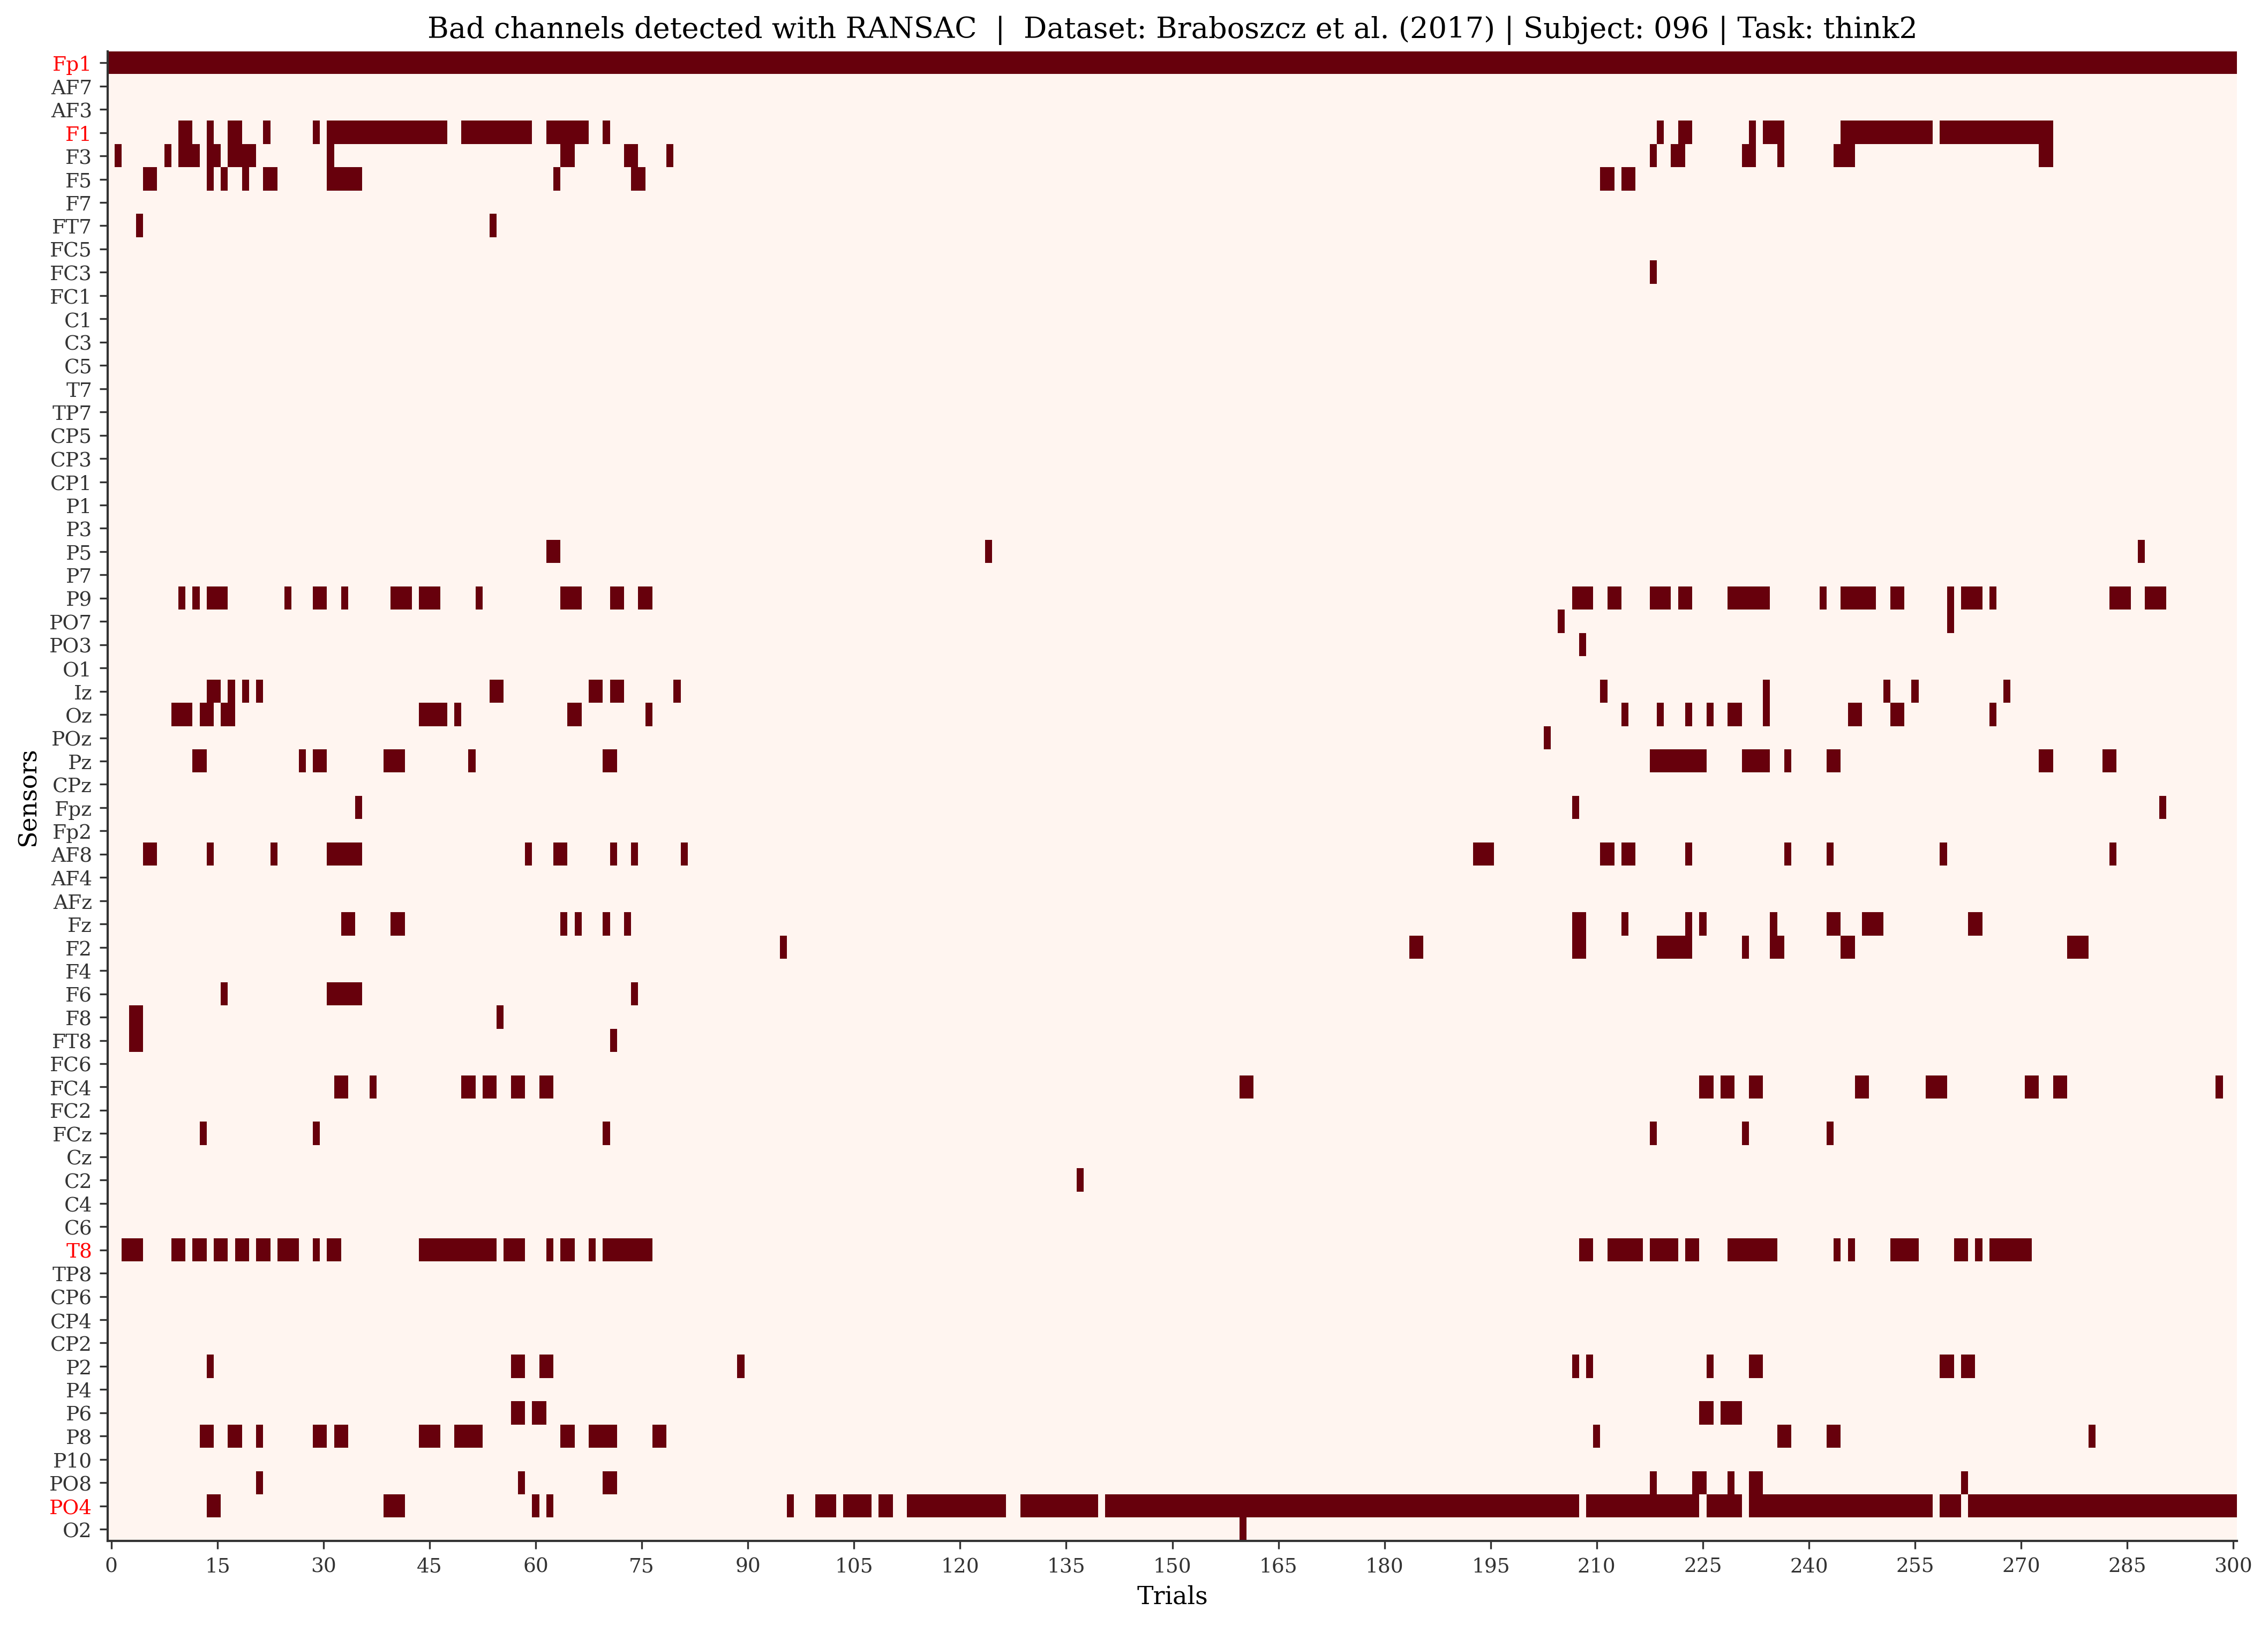 Bad channels detected with RANSAC | Dataset: Braboszcz et al. (2017) | Subject: 096 | Task: think2
Sensors
Fp1
AF7
AF3
F1
F3
F5
F7
FT7
FC5
FC3
FC1
C1
C3
C5
T7
TP7
CP5
CP3
CP1
P1
P3
P5
P7
P9
PO7
PO3
O1
Iz
Oz
POz
Pz
CPz
Fpz
Fp2
AF8
AF4
AFz
Fz
F2
F4
F6
F8
FT8
FC6
FC4
FC2
FCz
Cz
C2
C4
C6
T8
TP8
CP6
CP4
CP2
P2
P4
P6
P8
P10
PO8
PO4
O2
0 15 30 45 60 75 90 105 120 135 150 165 180 195 210 225 240 255 270 285 300
Trials